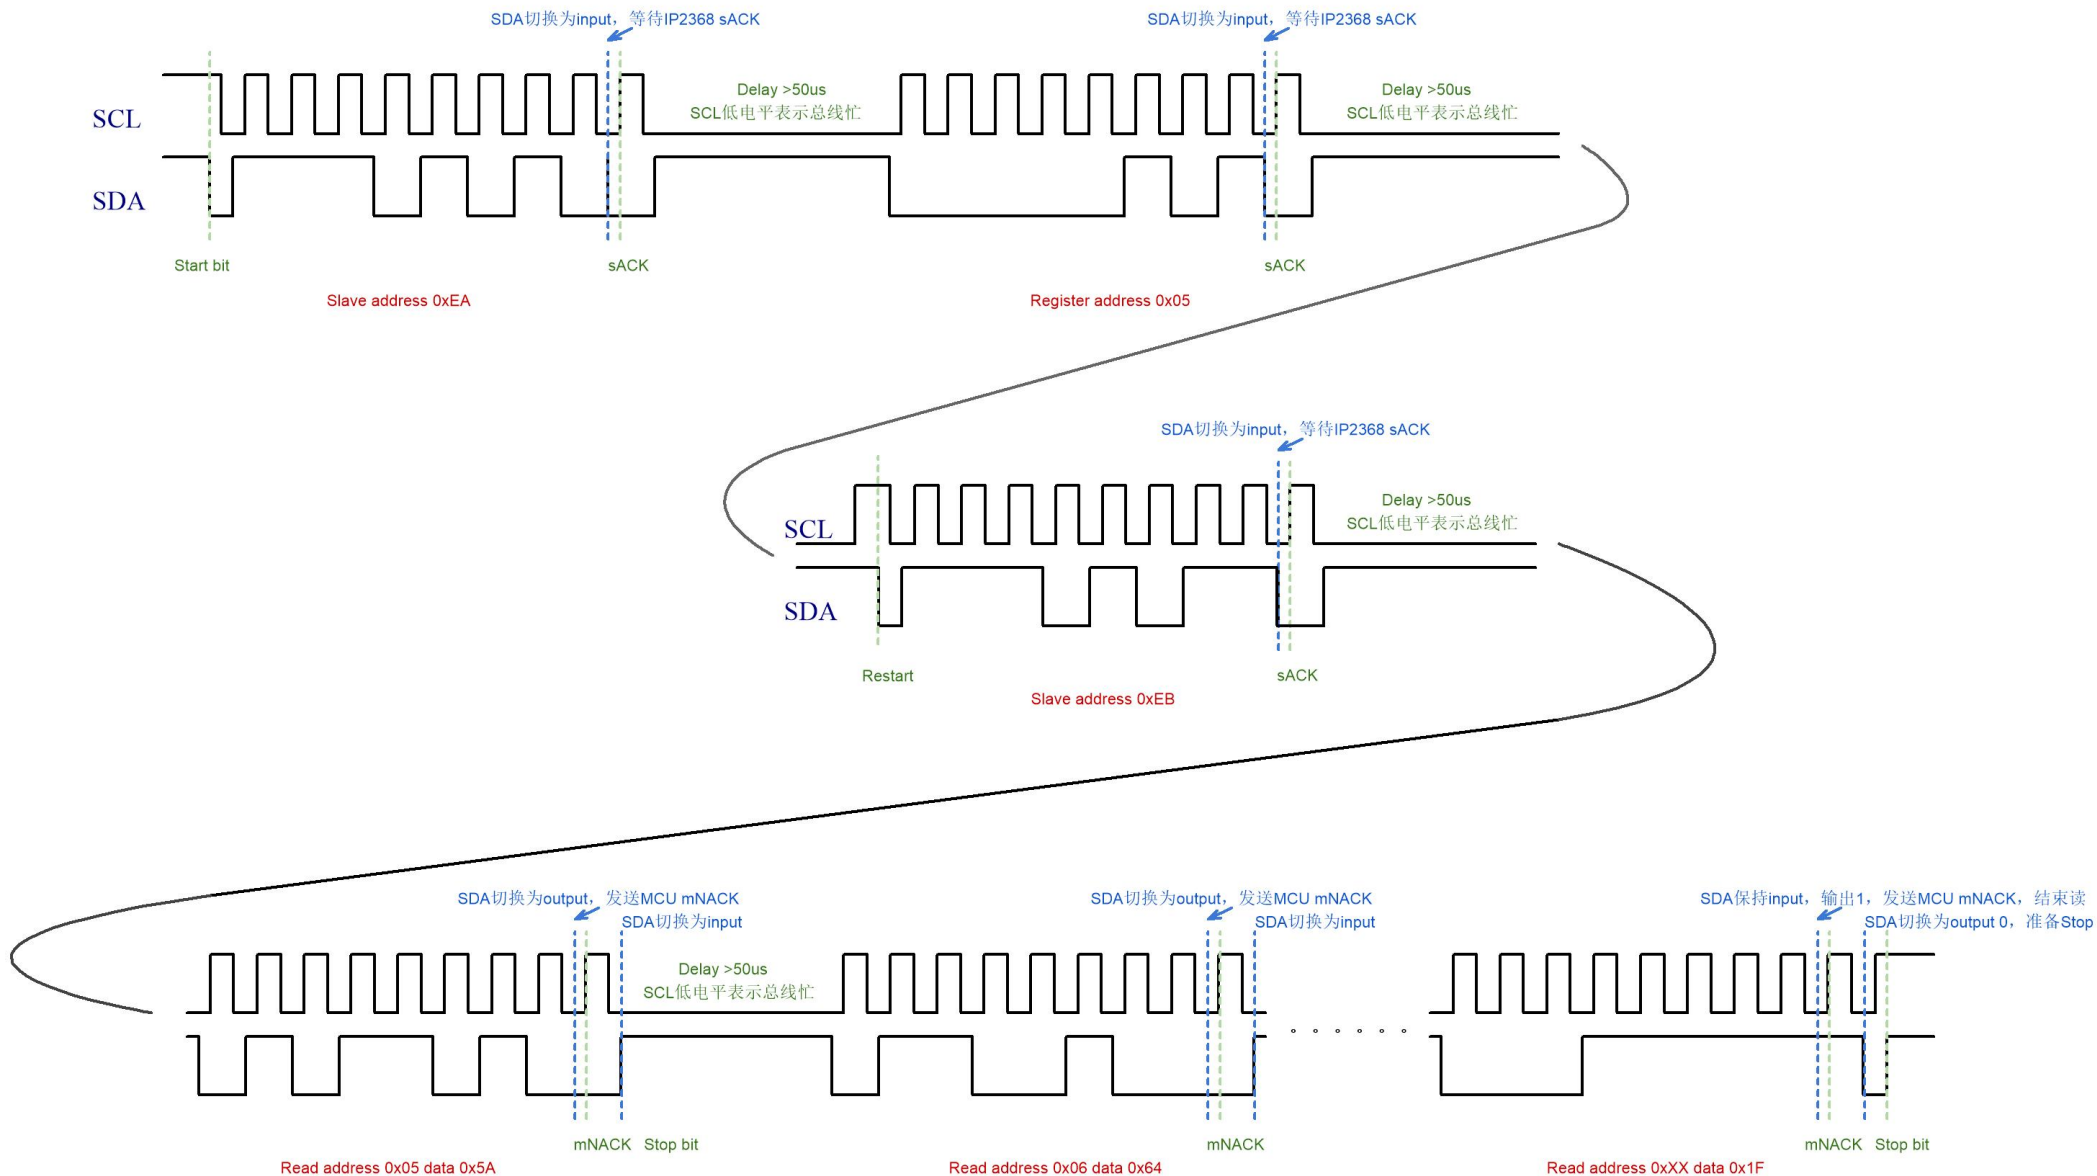 SDA切换为input，等待IP2368 sACK
SDA切换为input，等待IP2368 sACK
Delay >50us
SCL低电平表示总线忙
Delay >50us
SCL低电平表示总线忙
SCL
SDA
Start bit
sACK
sACK
Slave address 0xEA
Register address 0x05
SDA切换为input，等待IP2368 sACK
Delay >50us
SCL低电平表示总线忙
SCL
SDA
Restart
sACK
Slave address 0xEB
SDA切换为output，发送MCU mNACK
SDA切换为input
SDA切换为output，发送MCU mNACK
SDA切换为input
SDA保持input，输出1，发送MCU mNACK，结束读
SDA切换为output 0，准备Stop
Delay >50us
SCL低电平表示总线忙
mNACK
Stop bit
mNACK
mNACK
Stop bit
Read address 0x05 data 0x5A
Read address 0x06 data 0x64
Read address 0xXX data 0x1F